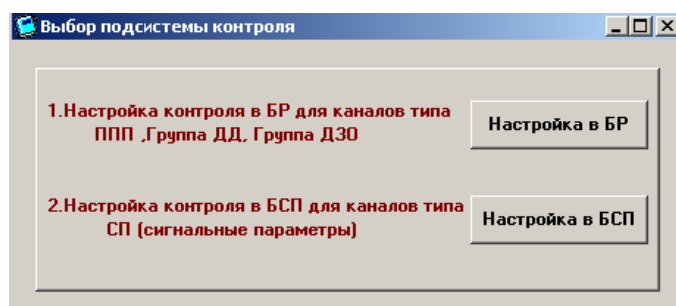 Выбор подсистемы контроля
1.Настройка контроля в БР для каналов типа
ППП ,Группа ДД, Группа ДЗО
Настройка в БР
2.Настройка контроля в БСП для каналов типа
СП (сигнальные параметры)
Настройка в БСП